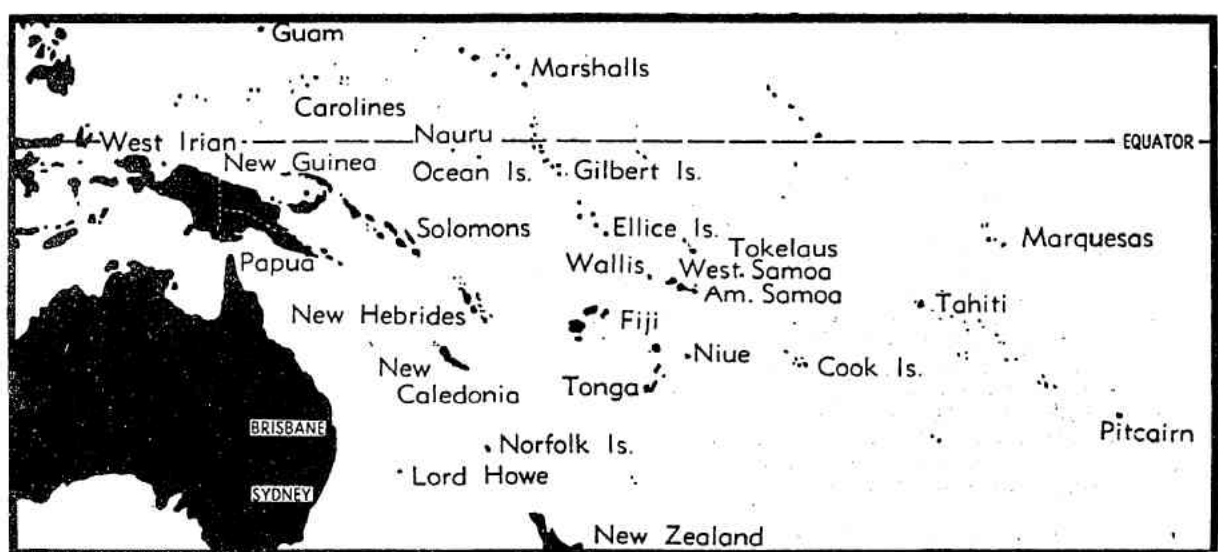 Guam
Marshalls
Carolines
West Irian
Nauru
EQUATOR
New Guinea
Ocean Is.
Gilbert Is.
Solomons
Ellice Is.
Tokelaus
Marquesas
Papua
Wallis
West. Samoa
Am. Samoa
New Hebrides
Fiji
Tahiti
New
Caledonia
Niue
Tonga
Cook Is.
BRISBANE
Norfolk Is.
Pitcairn
Lord Howe
SYDNEY
New Zealand